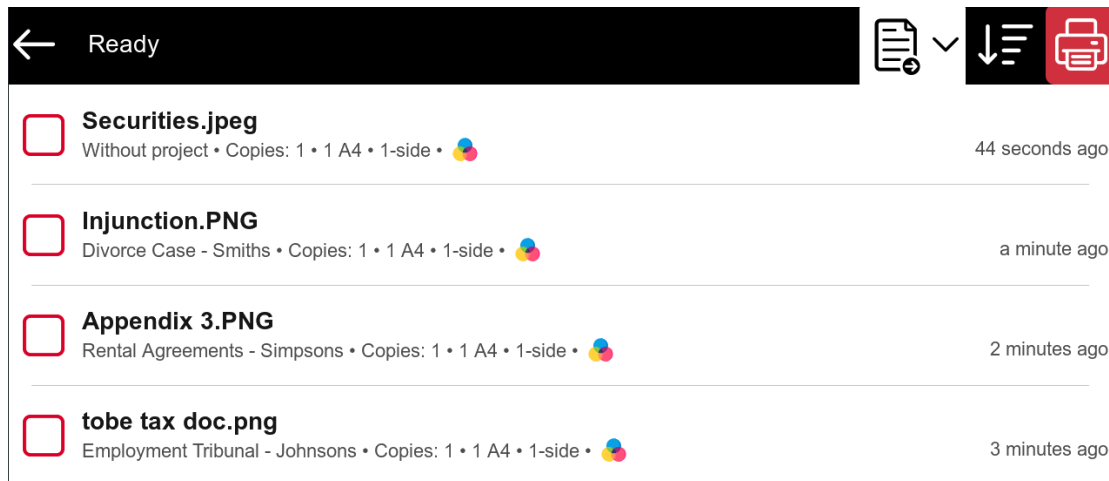 Ready
Securities.jpeg
Without project • Copies: 1 • 1 A4 • 1-side •
44 seconds ago
Injunction.PNG
Divorce Case - Smiths • Copies: 1 • 1 A4 • 1-side •
a minute ago
Appendix 3.PNG
Rental Agreements - Simpsons • Copies: 1 • 1 A4 • 1-side •
2 minutes ago
tobe tax doc.png
Employment Tribunal - Johnsons • Copies: 1 • 1 A4 • 1-side •
3 minutes ago